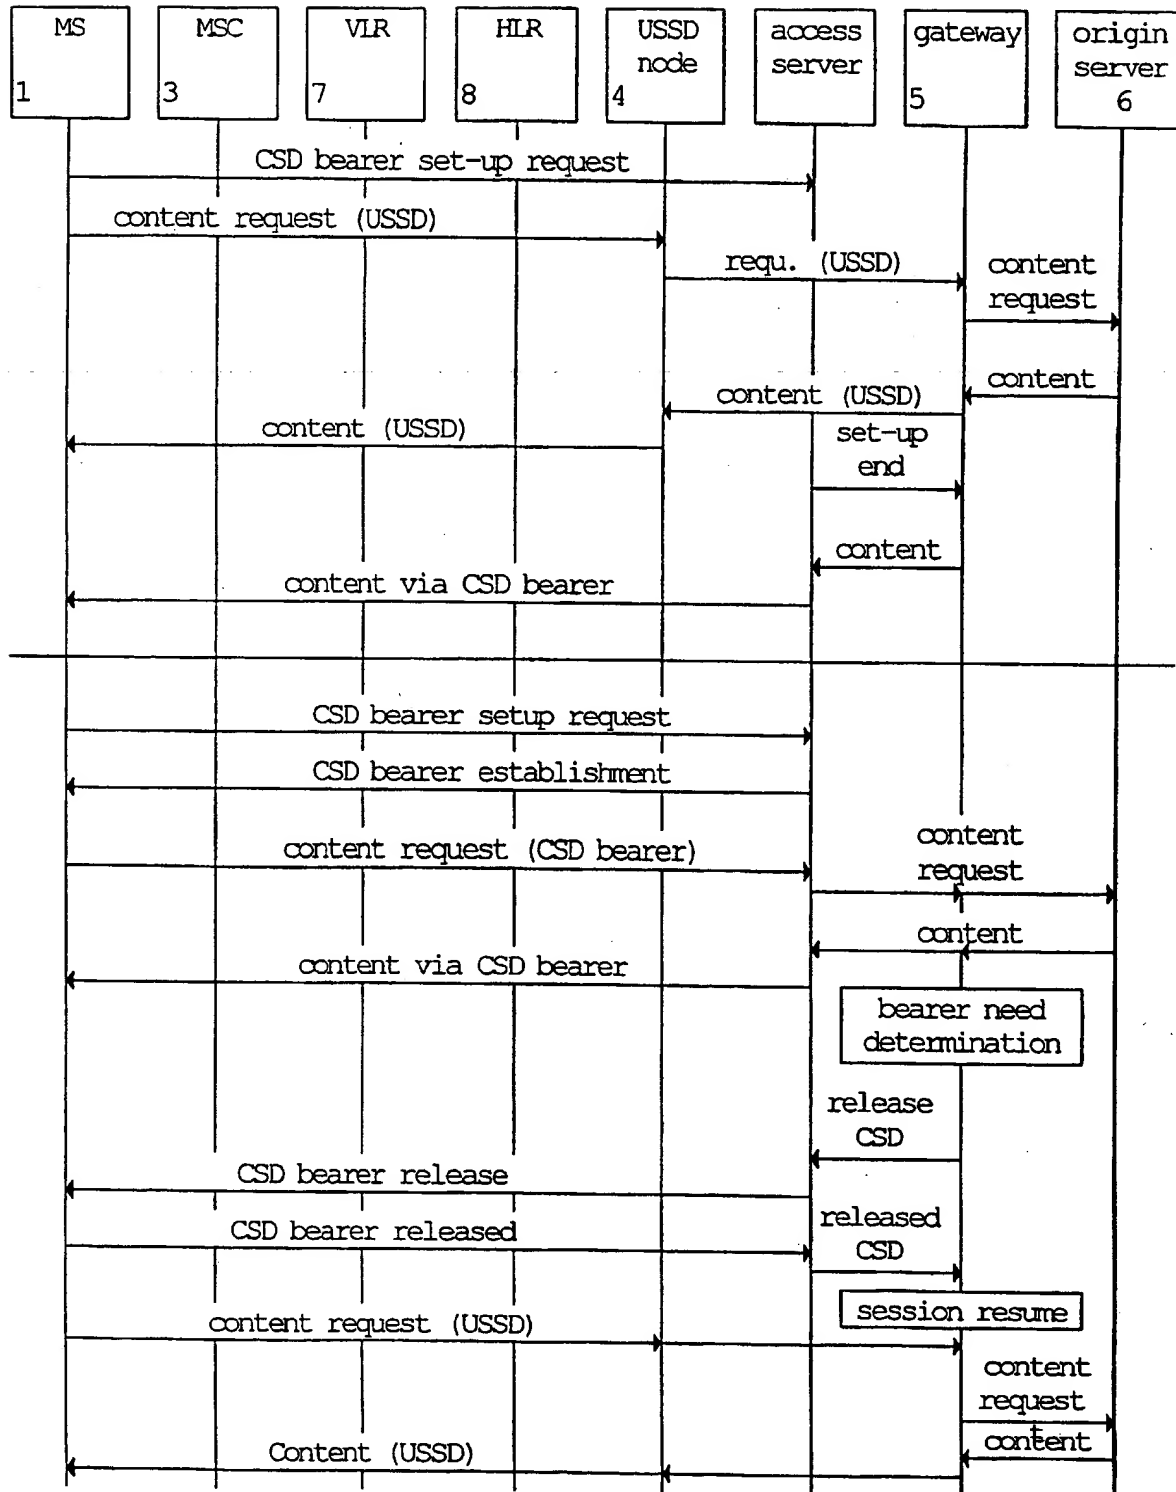 MS
1
MSC
3
VLR
7
HLR
8
USSD
node
4
access
server
gateway
5
origin
server
6
CSD bearer set-up request
content request (USSD)
requ. (USSD)
content
request
content
content (USSD)
content (USSD)
set-up
end
content
content via CSD bearer
CSD bearer setup request
CSD bearer establishment
content request (CSD bearer)
content
request
content
content via CSD bearer
bearer need
determination
release
CSD
CSD bearer release
CSD bearer released
released
CSD
session resume
content request (USSD)
content
request
content
Content (USSD)